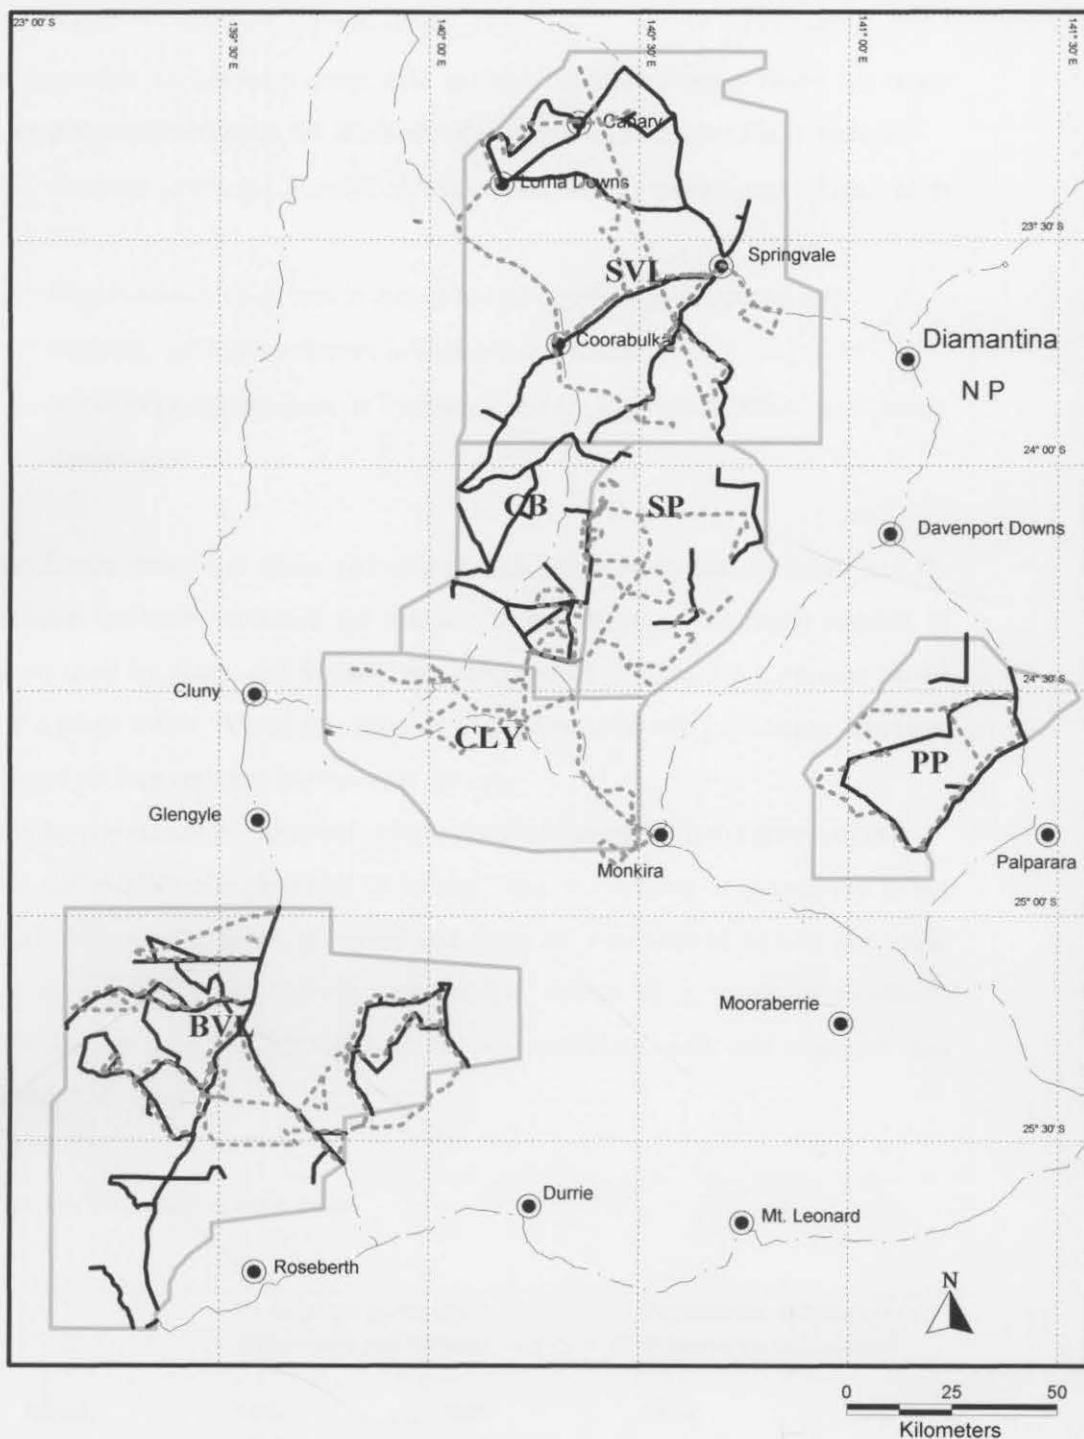 23° 00' S
139° 30' E
140° 00' E
140° 30' E
141° 00' E
141° 30' E
Canary
Lorna Downs
23° 30' S
Springvale
SVL
Coorabulka
Diamantina
N P
24° 00' S
CB
SP
Davenport Downs
Cluny
24° 30' S
CLY
PP
Glengyle
Monkira
Palparara
25° 00' S
Mooraberrie
BVL
25° 30' S
Durrie
Mt. Leonard
Roseberth
N
0 25 50
Kilometers